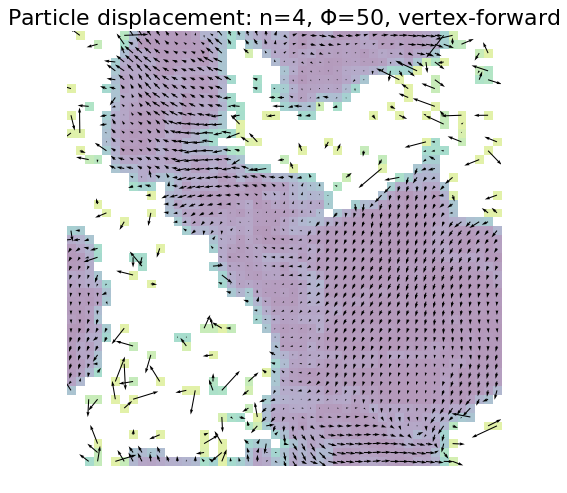 Particle displacement: n=4, Φ=50, vertex-forward